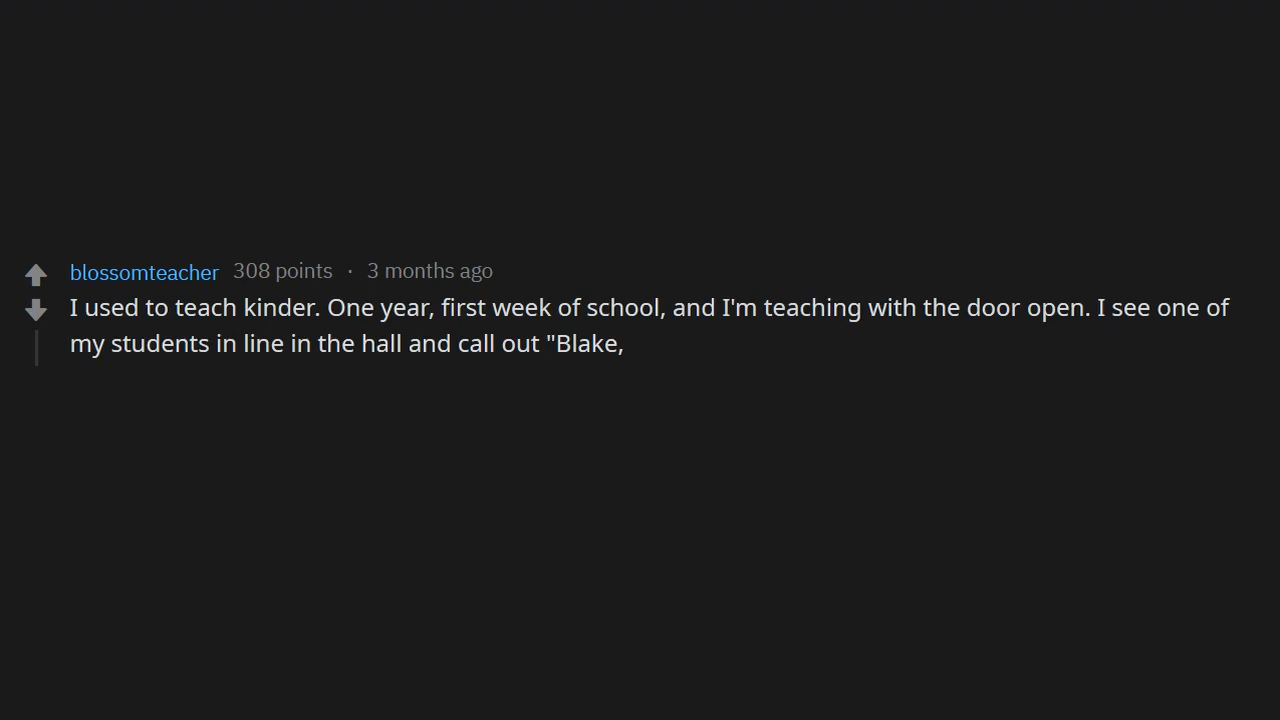 blossomteacher 308 points · 3 months ago
I used to teach kinder. One year, first week of school, and I'm teaching with the door open. I see one of
my students in line in the hall and call out "Blake,